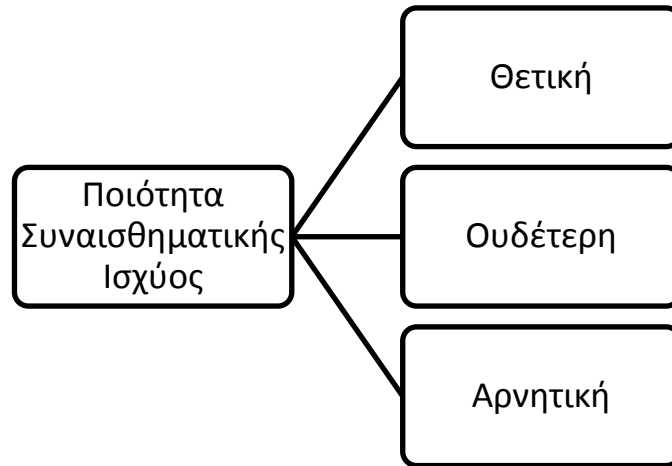 Θετική
Ποιότητα
Συναισθηματικής
Ισχύος
Ουδέτερη
Αρνητική